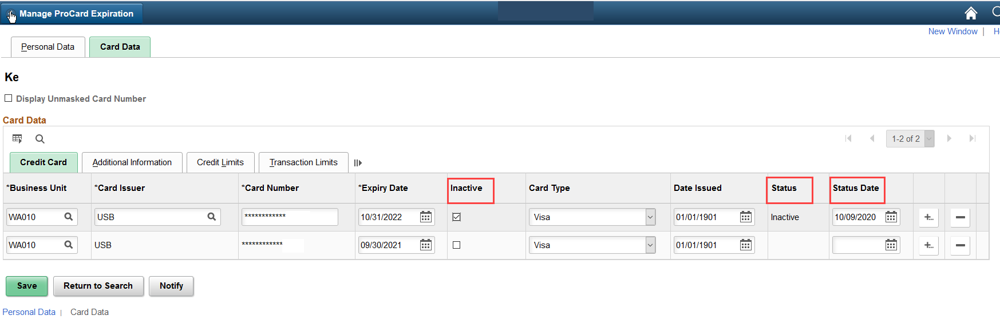 Manage ProCard Expiration
New Window | H
Personal Data
Card Data
Ke
Display Unmasked Card Number
Card Data
1-2 of 2
Credit Card
Additional Information
Credit Limits
Transaction Limits
*Business Unit *Card Issuer *Card Number *Expiry Date Inactive Card Type Date Issued Status Status Date
WA010 USB ************ 10/31/2022 Visa 01/01/1901 Inactive 10/09/2020 +...
WA010 USB ************ 09/30/2021 Visa 01/01/1901 +...
Save Return to Search Notify
Personal Data | Card Data